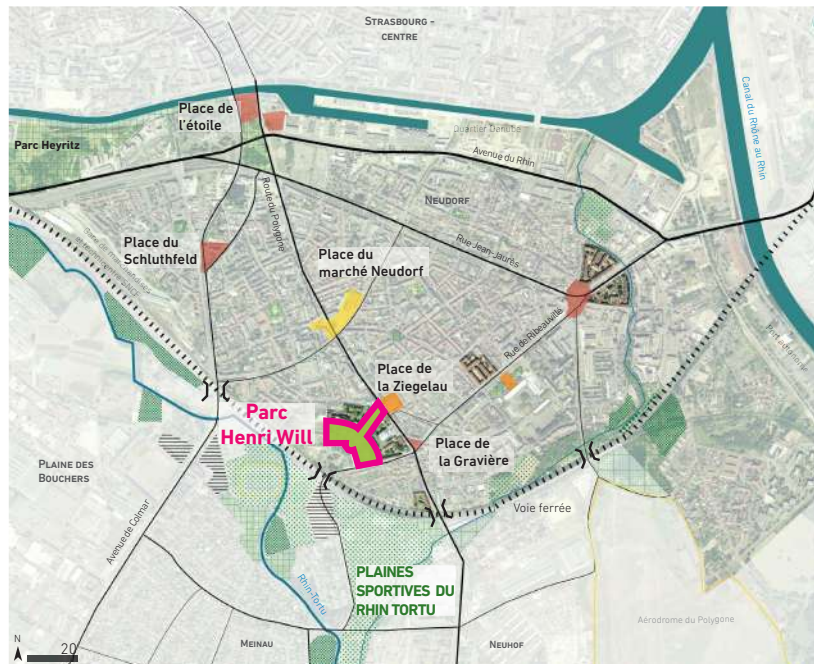 STRASBOURG -
CENTRE
Place de
l'étoile
Parc Heyritz
Quartier Danube
Avenue du Rhin
Canal du Rhône au Rhin
Route du Polygone
NEUDORF
Rue Jean-Jaurès
Place du
Schluthfeld
Place du
marché Neudorf
Rue de Ribeauvillé
Place de
la Ziegelau
Parc
Henri Will
Place de
la Gravière
PLAINE DES
BOUCHERS
Avenue de Colmar
Voie ferrée
Rhin-Tortu
PLAINES
SPORTIVES DU
RHIN TORTU
Aérodrome du Polygone
MEINAU
NEUHOF
N
20